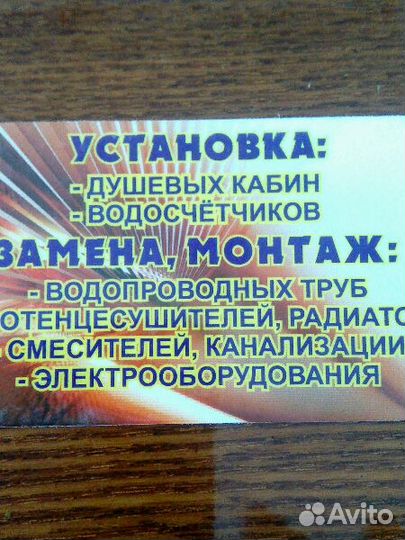 УСТАНОВКА:
- ДУШЕВЫХ КАБИН
- ВОДОСЧЁТЧИКОВ
ЗАМЕНА, МОНТАЖ:
- ВОДОПРОВОДНЫХ ТРУБ
ОТЕНЦЕСУШИТЕЛЕЙ, РАДИАТО
- СМЕСИТЕЛЕЙ, КАНАЛИЗАЦИИ
- ЭЛЕКТРООБОРУДОВАНИЯ
Avito